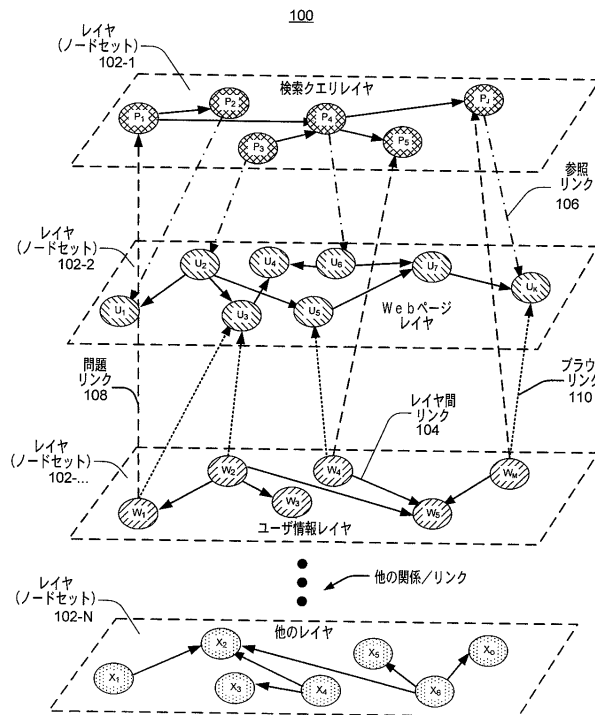 100
レイヤ
(ノードセット)
102-1
検索クエリレイヤ
P1
P2
P3
P4
P5
PJ
参照
リンク
106
レイヤ
(ノードセット)
102-2
U1
U2
U3
U4
U5
U6
U7
UK
Webページ
レイヤ
問題
リンク
108
レイヤ間
リンク
104
ブラウズ
リンク
110
レイヤ
(ノードセット)
102-...
W1
W2
W3
W4
W5
WM
ユーザ情報レイヤ
他の関係/リンク
レイヤ
(ノードセット)
102-N
他のレイヤ
X1
X2
X3
X4
X5
X6
XO